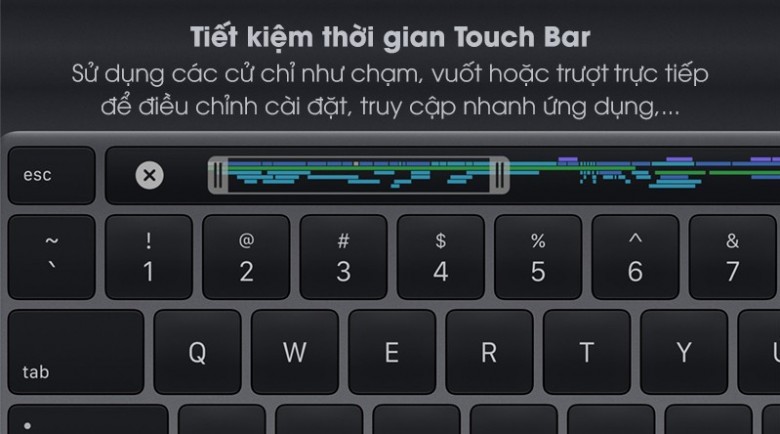 Tiết kiệm thời gian Touch Bar
Sử dụng các cử chỉ như chạm, vuốt hoặc trượt trực tiếp
để điều chỉnh cài đặt, truy cập nhanh ứng dụng,...
esc
~ ! @ # $ % ^ &
` 1 2 3 4 5 6 7
tab Q W E R T Y